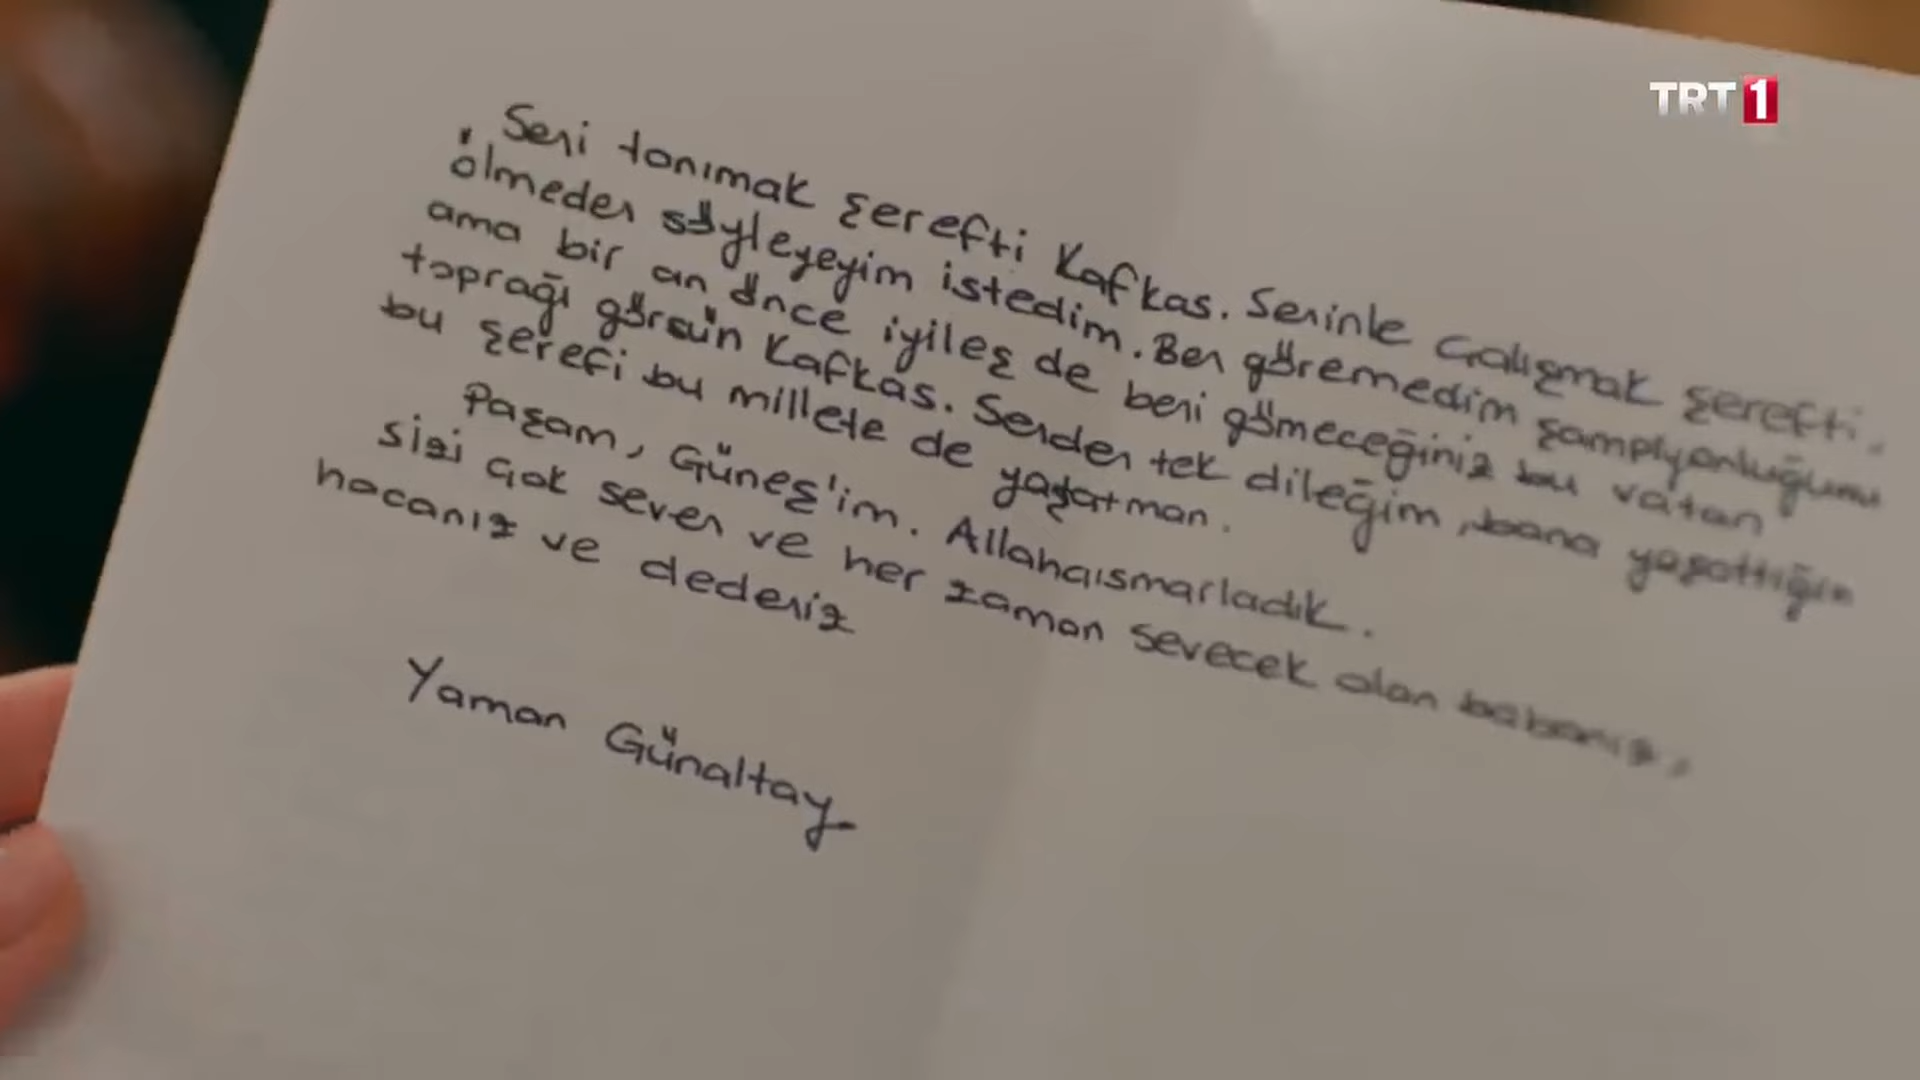 TRT 1
Seni tanımak şerefti Kafkas. Seninle çalışmak şerefti.
ölmeden söyleyeyim istedim. Ben göremedim şampiyonluğunu
ama bir an önce iyileş de beni gömeceğiniz bu vatan
toprağı görsün Kafkas. Senden tek dileğim, bana yaşattığın
bu şerefi bu millete de yaşatman.
Paşam, Güneş'im. Allahaısmarladık.
sizi çok seven ve her zaman sevecek olan babanız,
hocanız ve dedeniz
Yaman Günaltay